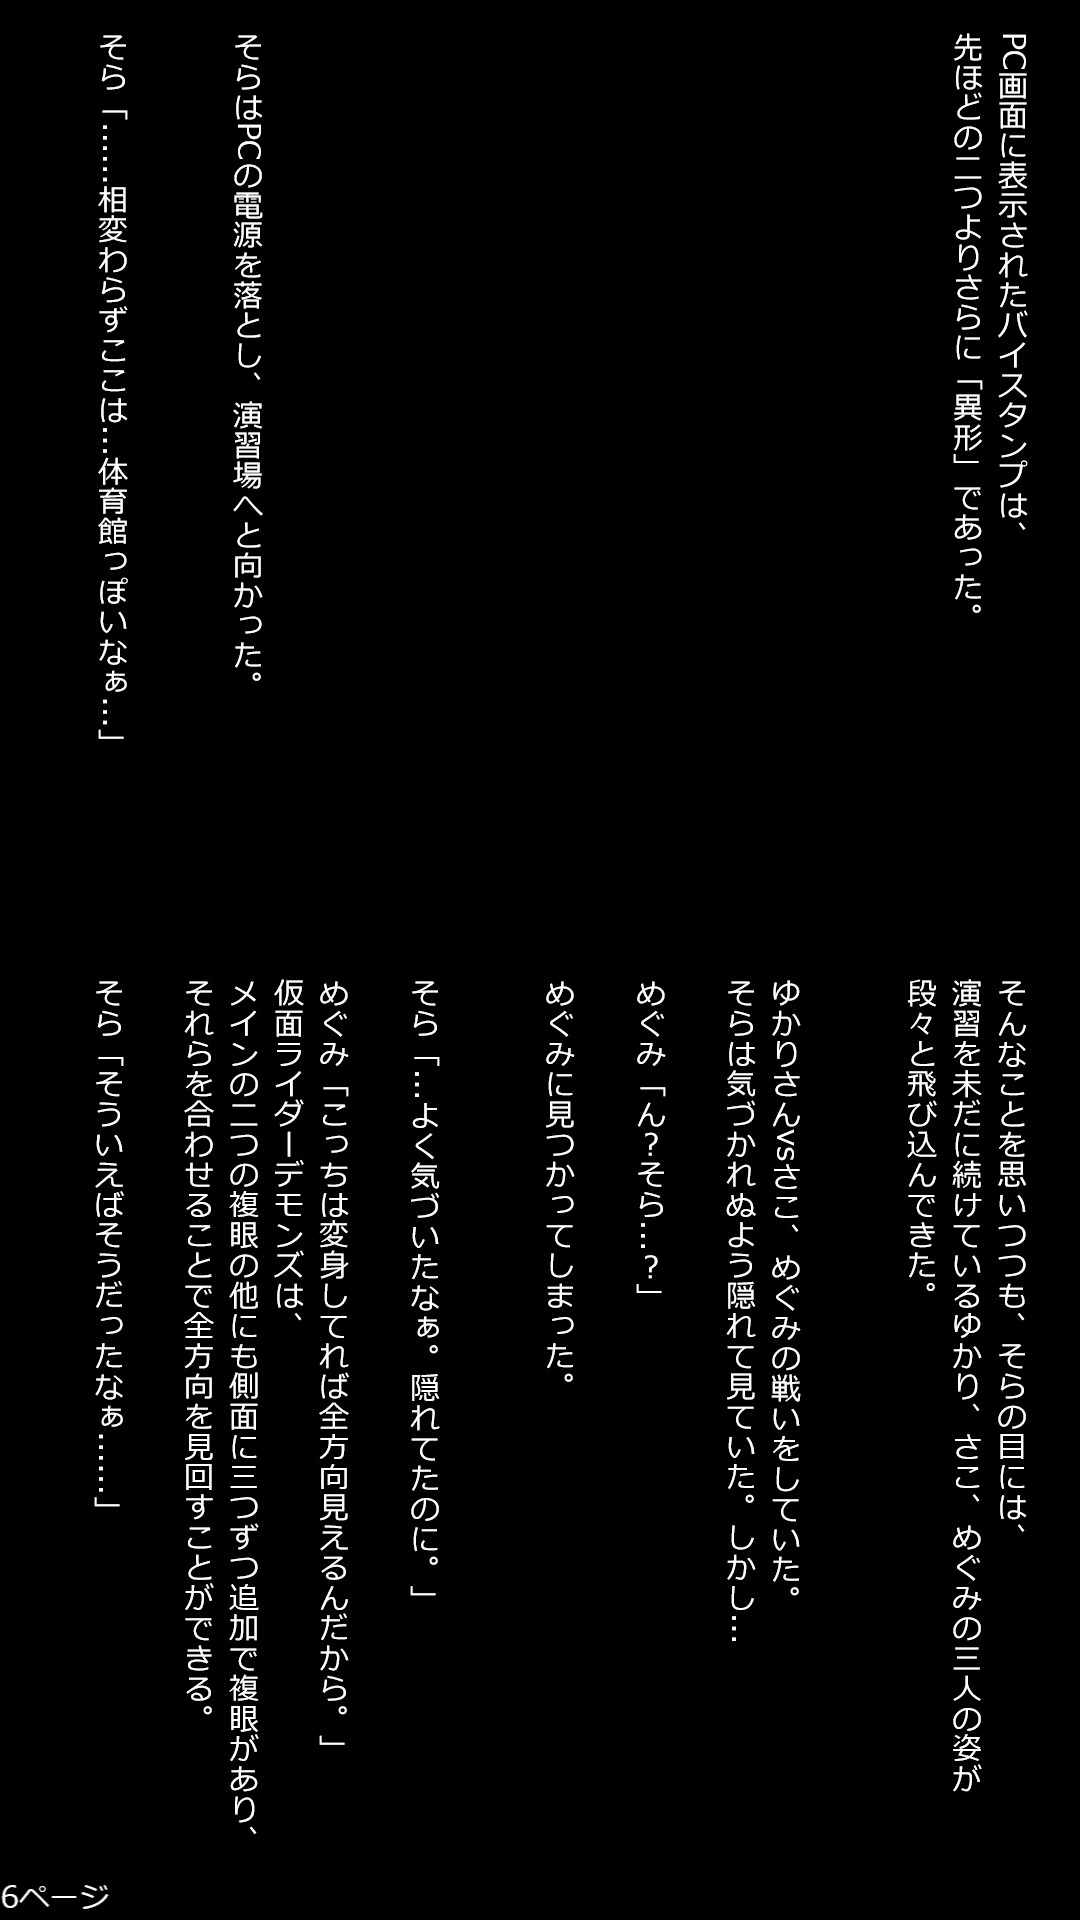 PC画面に表示されたバイスタンプは、
先ほどの二つよりさらに「異形」であった。
そらはPCの電源を落とし、演習場へと向かった。
そら「……相変わらずここは…体育館っぽいなぁ…」
そんなことを思いつつも、そらの目には、
演習を未だに続けているゆかり、さこ、めぐみの三人の姿が
段々と飛び込んできた。
ゆかりさんvsさこ、めぐみの戦いをしていた。
そらは気づかれぬよう隠れて見ていた。しかし…
めぐみ「ん？そら…？」
めぐみに見つかってしまった。
そら「…よく気づいたなぁ。隠れてたのに。」
めぐみ「こっちは変身してれば全方向見えるんだから。」
仮面ライダーデモンズは、
メインの二つの複眼の他にも側面に三つずつ追加で複眼があり、
それらを合わせることで全方向を見回すことができる。
そら「そういえばそうだったなぁ……」
6ページ